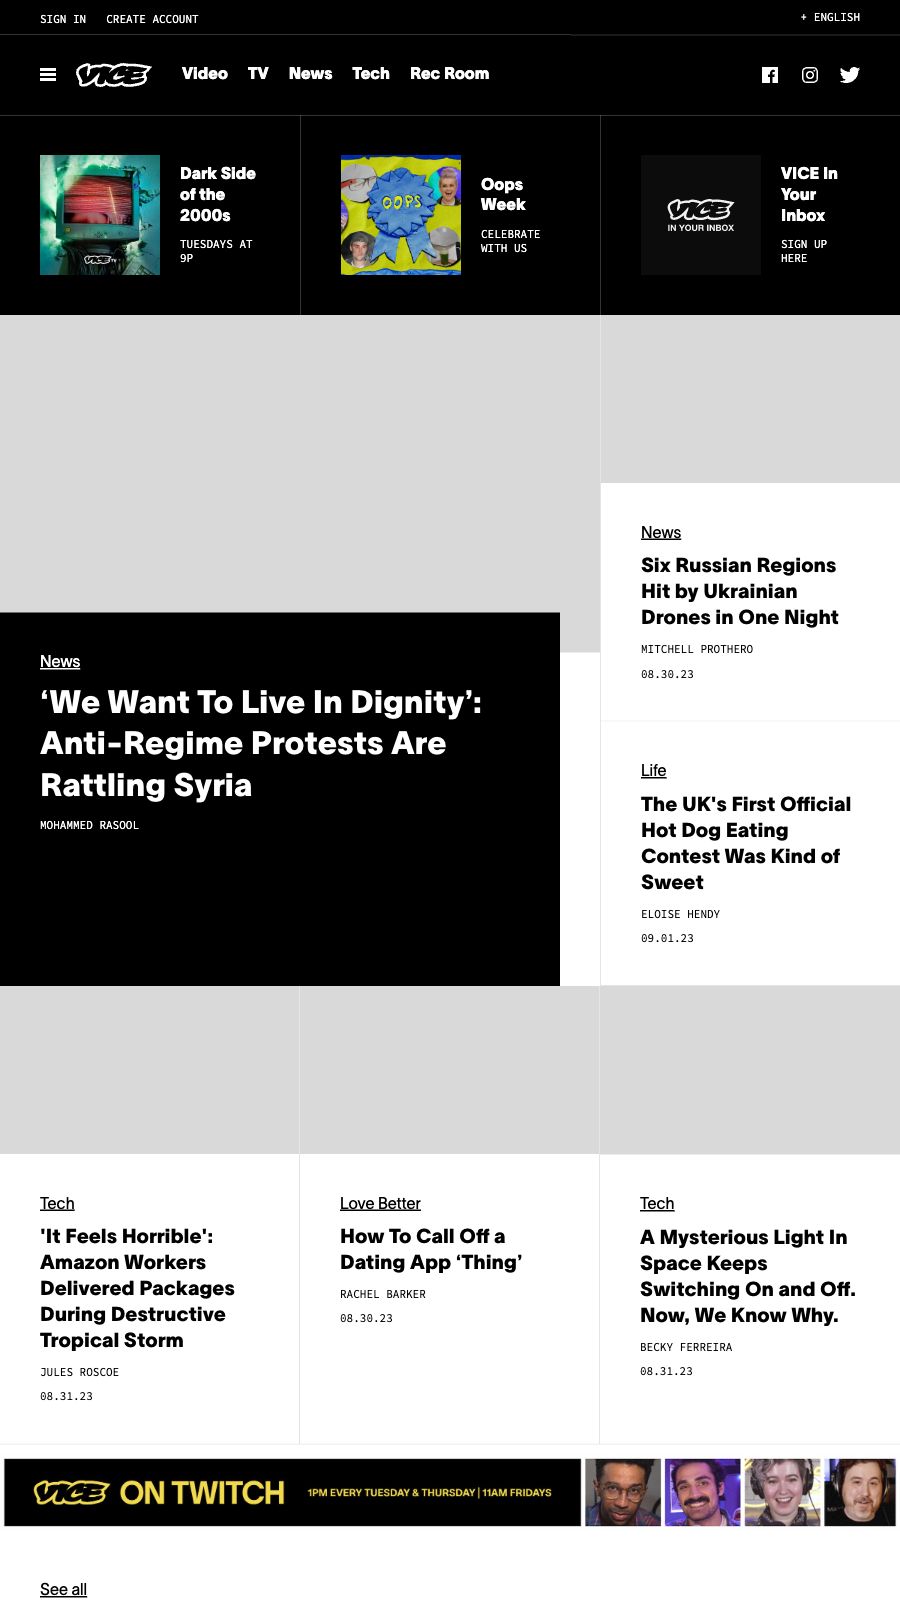 SIGN IN CREATE ACCOUNT
+ ENGLISH
VICE Video TV News Tech Rec Room
Dark Side
of the
2000s
TUESDAYS AT
9P
VICE TV
OOPS
Oops
Week
CELEBRATE
WITH US
VICE
IN YOUR INBOX
VICE in
Your
Inbox
SIGN UP
HERE
News
‘We Want To Live In Dignity’:
Anti-Regime Protests Are
Rattling Syria
MOHAMMED RASOOL
News
Six Russian Regions
Hit by Ukrainian
Drones in One Night
MITCHELL PROTHERO
08.30.23
Life
The UK's First Official
Hot Dog Eating
Contest Was Kind of
Sweet
ELOISE HENDY
09.01.23
Tech
'It Feels Horrible':
Amazon Workers
Delivered Packages
During Destructive
Tropical Storm
JULES ROSCOE
08.31.23
Love Better
How To Call Off a
Dating App ‘Thing’
RACHEL BARKER
08.30.23
Tech
A Mysterious Light In
Space Keeps
Switching On and Off.
Now, We Know Why.
BECKY FERREIRA
08.31.23
VICE ON TWITCH 1PM EVERY TUESDAY & THURSDAY | 11AM FRIDAYS
See all